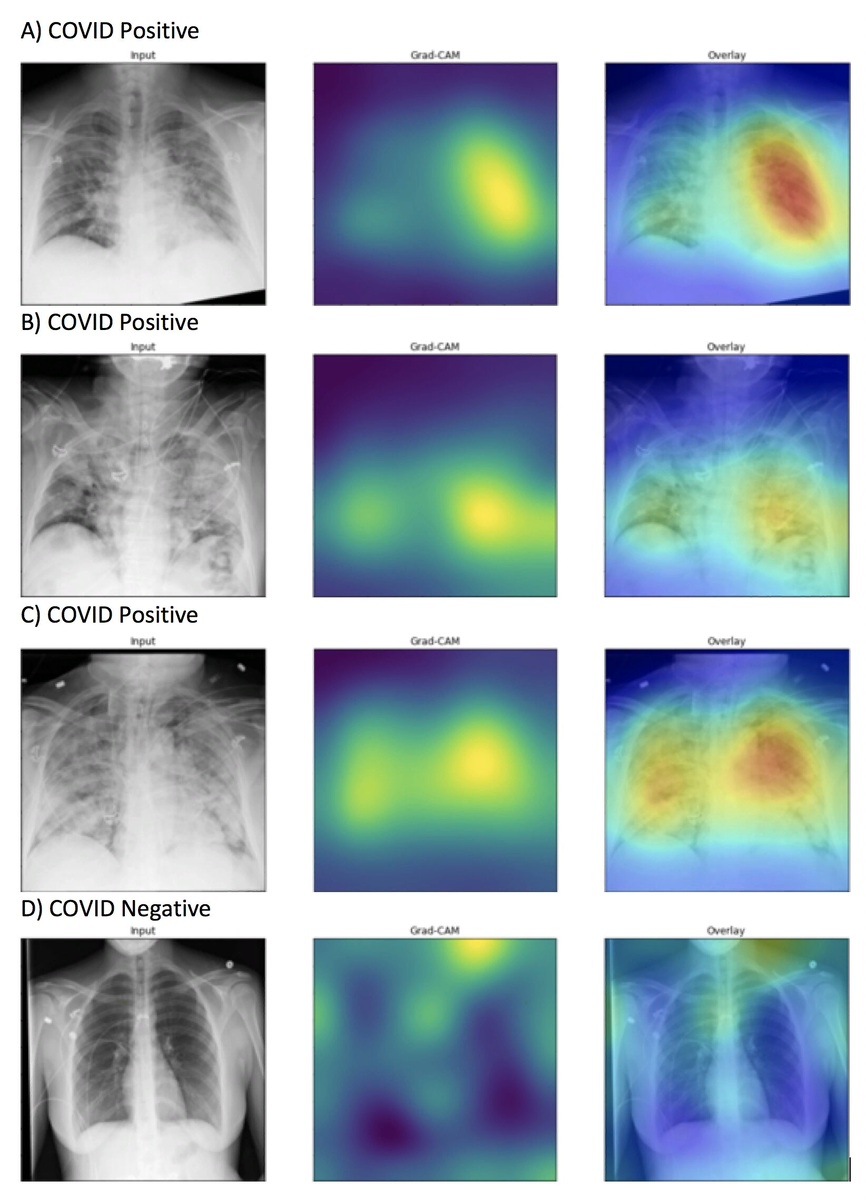 A) COVID Positive
Input Grad-CAM Overlay
B) COVID Positive
Input Grad-CAM Overlay
C) COVID Positive
Input Grad-CAM Overlay
D) COVID Negative
Input Grad-CAM Overlay